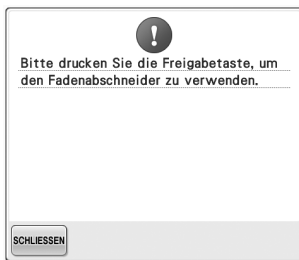 Bitte drucken Sie die Freigabetaste, um
den Fadenabschneider zu verwenden.
SCHLIESSEN